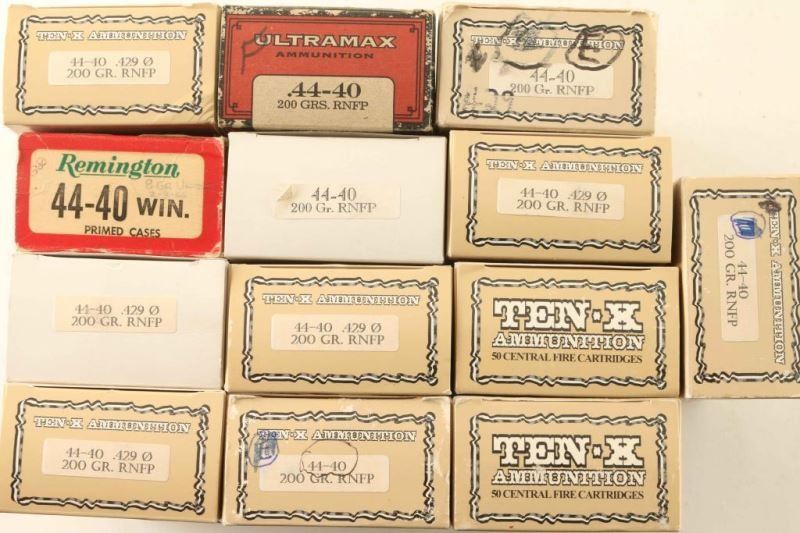 TEN-X AMMUNITION
44-40 .429 Ø
200 GR. RNFP
ULTRAMAX
AMMUNITION
.44-40
200 GRS. RNFP
TEN-X AMMUNITION
E
44-40
200 Gr. RNFP
Remington
44-40 WIN.
PRIMED CASES
44-40
200 Gr. RNFP
TEN-X AMMUNITION
44-40 .429 Ø
200 GR. RNFP
TEN-X AMMUNITION
44-40
200 GR. RNFP
44-40 .429 Ø
200 GR. RNFP
TEN-X AMMUNITION
44-40 .429 Ø
200 GR. RNFP
TEN-X
AMMUNITION
50 CENTRAL FIRE CARTRIDGES
TEN-X AMMUNITION
44-40 .429 Ø
200 GR. RNFP
TEN-X AMMUNITION
44-40
200 GR. RNFP
TEN-X
AMMUNITION
50 CENTRAL FIRE CARTRIDGES